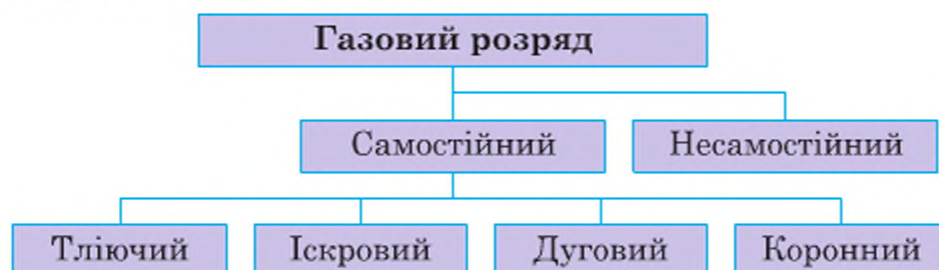 Газовий розряд
Самостійний Несамостійний
Тліючий Іскровий Дуговий Коронний